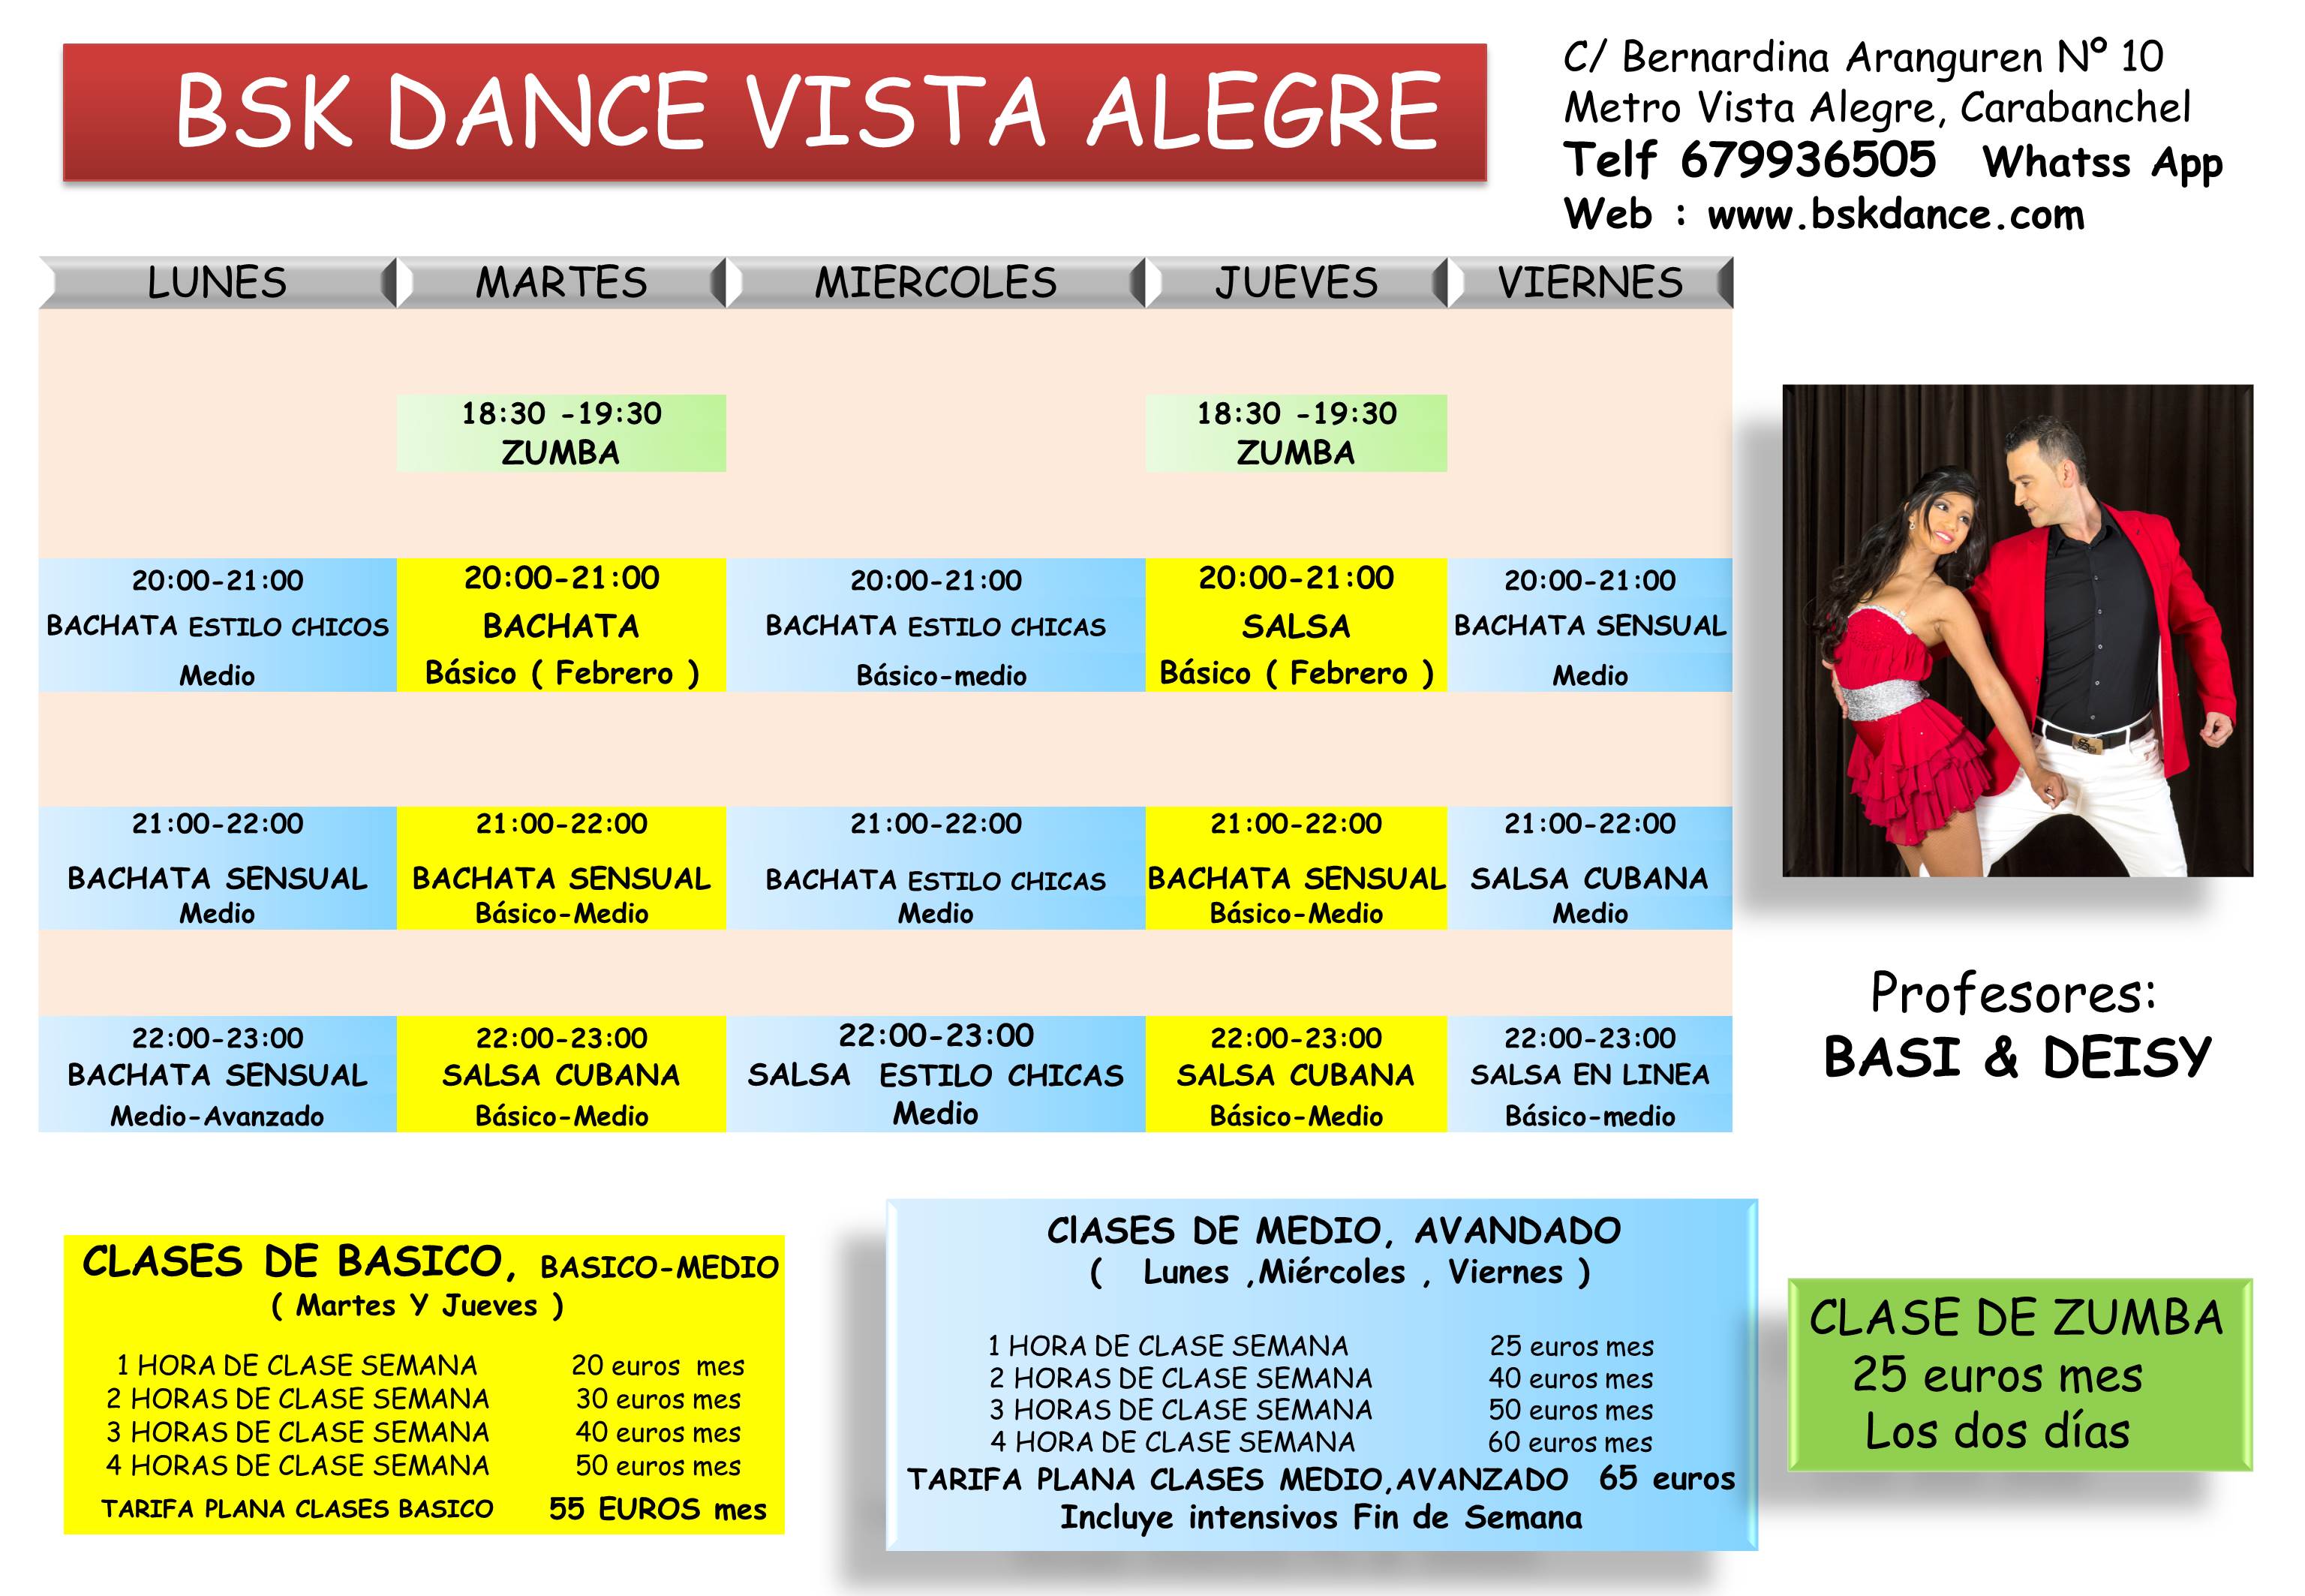 BSK DANCE VISTA ALEGRE
C/ Bernardina Aranguren Nº 10
Metro Vista Alegre, Carabanchel
Telf 679936505 Whatss App
Web : www.bskdance.com
LUNES MARTES MIERCOLES JUEVES VIERNES
18:30 -19:30 18:30 -19:30
ZUMBA ZUMBA
20:00-21:00 20:00-21:00 20:00-21:00 20:00-21:00 20:00-21:00
BACHATA ESTILO CHICOS BACHATA BACHATA ESTILO CHICAS SALSA BACHATA SENSUAL
Medio Básico ( Febrero ) Básico-medio Básico ( Febrero ) Medio
21:00-22:00 21:00-22:00 21:00-22:00 21:00-22:00 21:00-22:00
BACHATA SENSUAL BACHATA SENSUAL BACHATA ESTILO CHICAS BACHATA SENSUAL SALSA CUBANA
Medio Básico-Medio Medio Básico-Medio Medio
22:00-23:00 22:00-23:00 22:00-23:00 22:00-23:00 22:00-23:00
BACHATA SENSUAL SALSA CUBANA SALSA ESTILO CHICAS SALSA CUBANA SALSA EN LINEA
Medio-Avanzado Básico-Medio Medio Básico-Medio Básico-medio
Profesores:
BASI & DEISY
CLASES DE BASICO, BASICO-MEDIO
( Martes Y Jueves )
1 HORA DE CLASE SEMANA 20 euros mes
2 HORAS DE CLASE SEMANA 30 euros mes
3 HORAS DE CLASE SEMANA 40 euros mes
4 HORAS DE CLASE SEMANA 50 euros mes
TARIFA PLANA CLASES BASICO 55 EUROS mes
ClASES DE MEDIO, AVANDADO
( Lunes ,Miércoles , Viernes )
1 HORA DE CLASE SEMANA 25 euros mes
2 HORAS DE CLASE SEMANA 40 euros mes
3 HORAS DE CLASE SEMANA 50 euros mes
4 HORA DE CLASE SEMANA 60 euros mes
TARIFA PLANA CLASES MEDIO,AVANZADO 65 euros
Incluye intensivos Fin de Semana
CLASE DE ZUMBA
25 euros mes
Los dos días